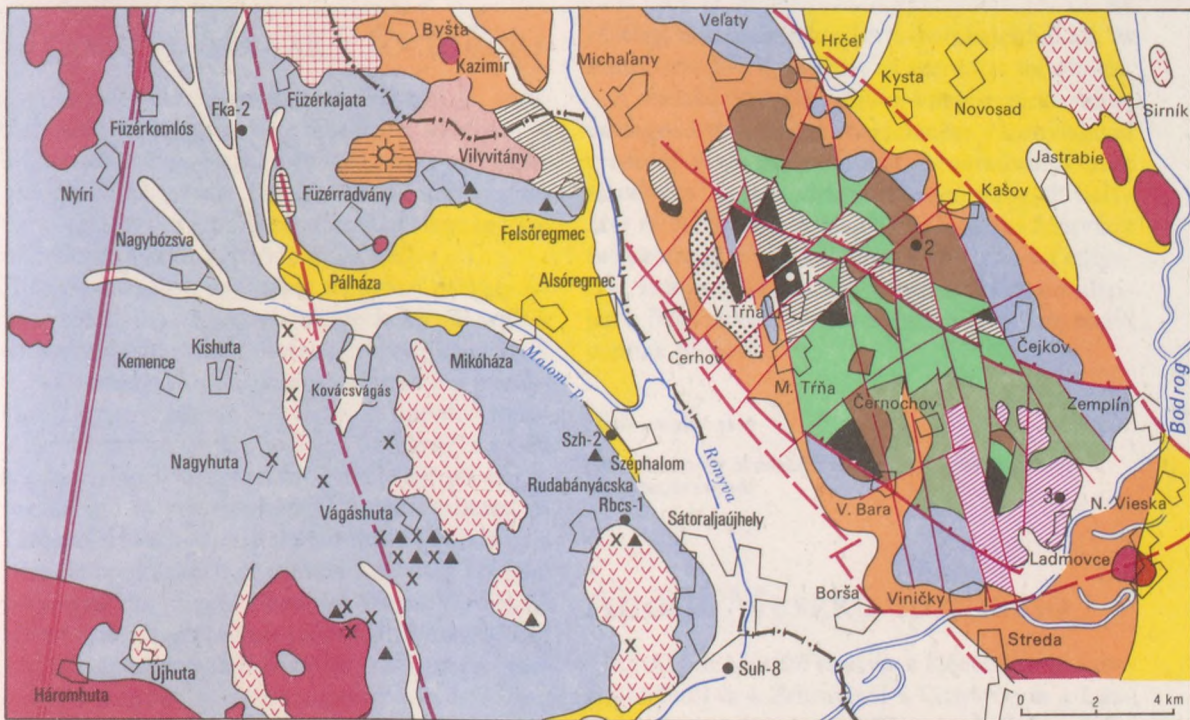 Veľaty
Hrčeľ
Byšta
Kazimír
Michaľany
Kysta
Novosad
Sirník
Füzérkajata
Fka-2
Füzérkomlós
Vilyvitány
Jastrabie
Nyíri
Füzérradvány
Kašov
Nagybózsva
Felsőregmec
2
Pálháza
Alsóregmec
1
V. Tŕňa
Čejkov
Kemence
Kishuta
Mikóháza
Cerhov
Kovácsvágás
Malom-p.
M. Tŕňa
Černochov
Zemplín
Bodrog
Nagyhuta
Szh-2
Széphalom
Ronyva
Rudabányácska
Rbcs-1
Vágáshuta
Sátoraljaújhely
V. Bara
3
N. Vieska
Ladmovce
Borša
Viničky
Streda
Újhuta
Háromhuta
Suh-8
0 2 4 km